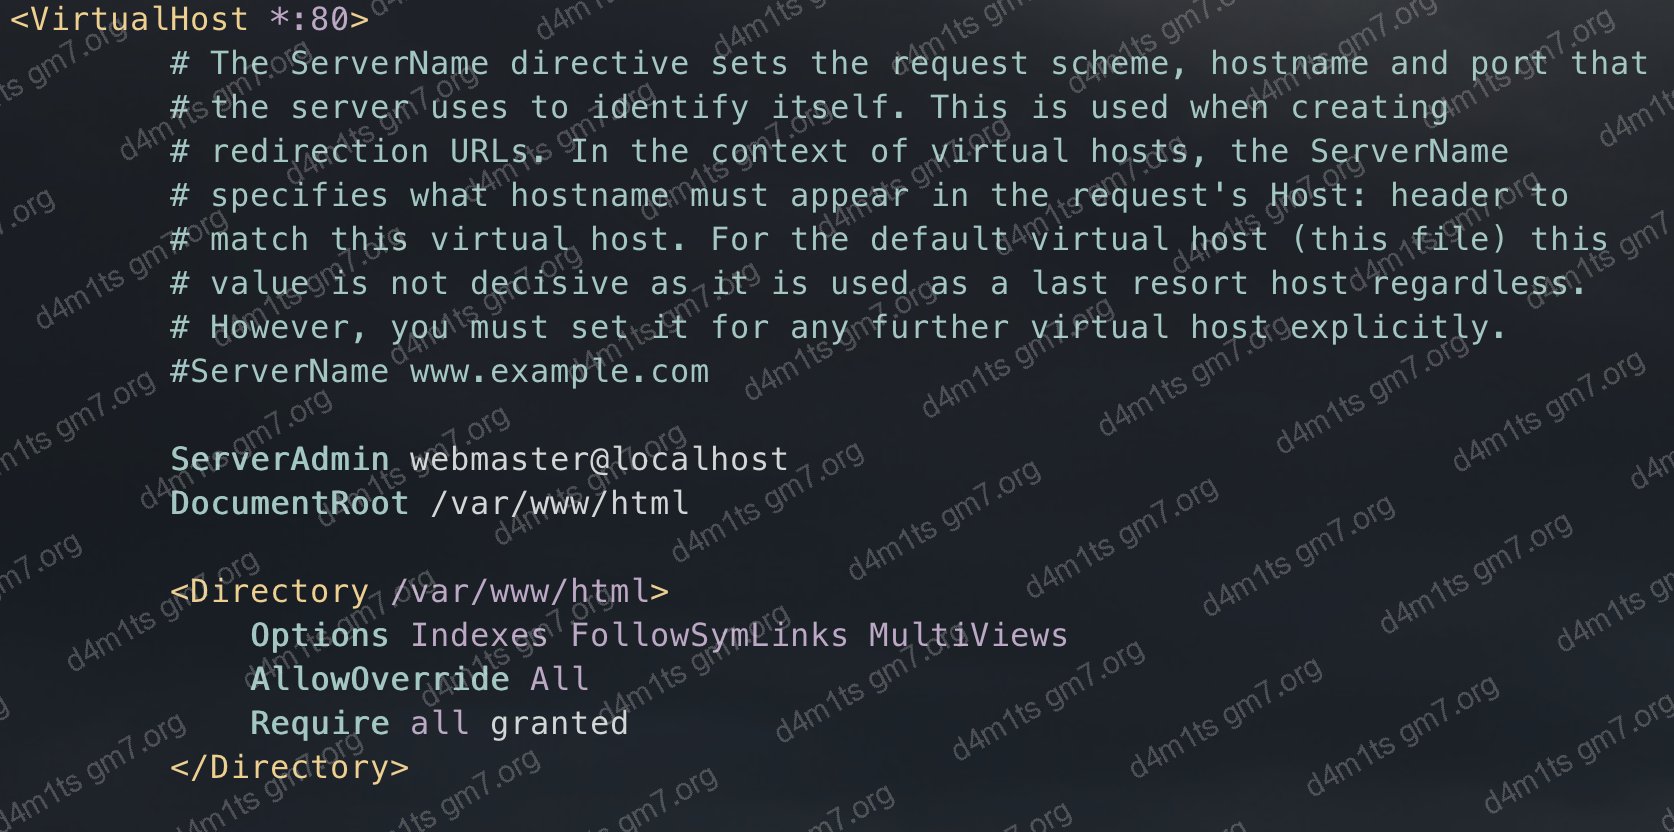 <VirtualHost *:80>
        # The ServerName directive sets the request scheme, hostname and port that
        # the server uses to identify itself. This is used when creating
        # redirection URLs. In the context of virtual hosts, the ServerName
        # specifies what hostname must appear in the request's Host: header to
        # match this virtual host. For the default virtual host (this file) this
        # value is not decisive as it is used as a last resort host regardless.
        # However, you must set it for any further virtual host explicitly.
        #ServerName www.example.com

        ServerAdmin webmaster@localhost
        DocumentRoot /var/www/html

        <Directory /var/www/html>
            Options Indexes FollowSymLinks MultiViews
            AllowOverride All
            Require all granted
        </Directory>
d4m1ts gm7.org